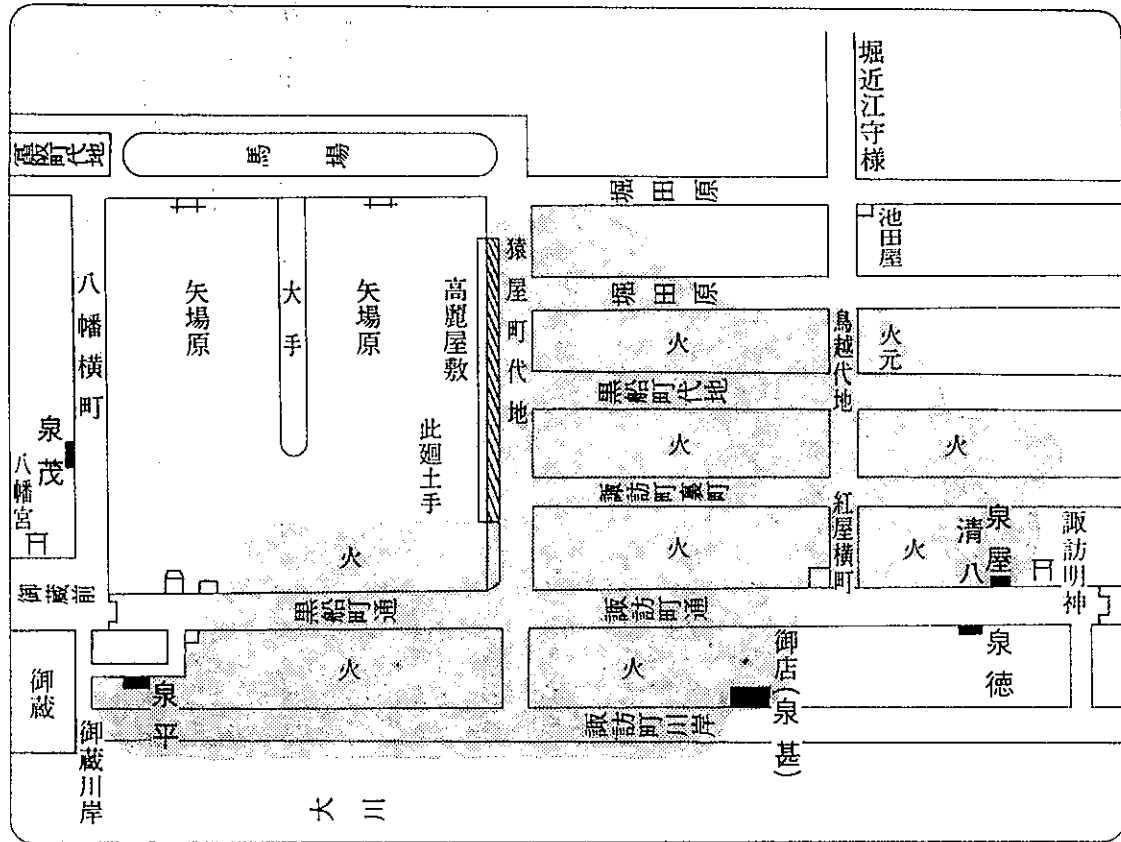 堀近江守様
馬場
堀田原
池田屋
八幡横町
矢場原
大手
矢場原
高麗屋敷
猿屋町代地
堀田原
火
鳥越代地
火元
黒船町代地
此廻土手
泉茂
八幡宮
火
火
諏訪町裏町
紅屋横町
火
火
火
泉屋
清八
諏訪明神
御蔵前
黒船町通
諏訪町通
御蔵
泉平
火
火
御店(泉甚)
泉徳
御蔵川岸
諏訪町川岸
大川